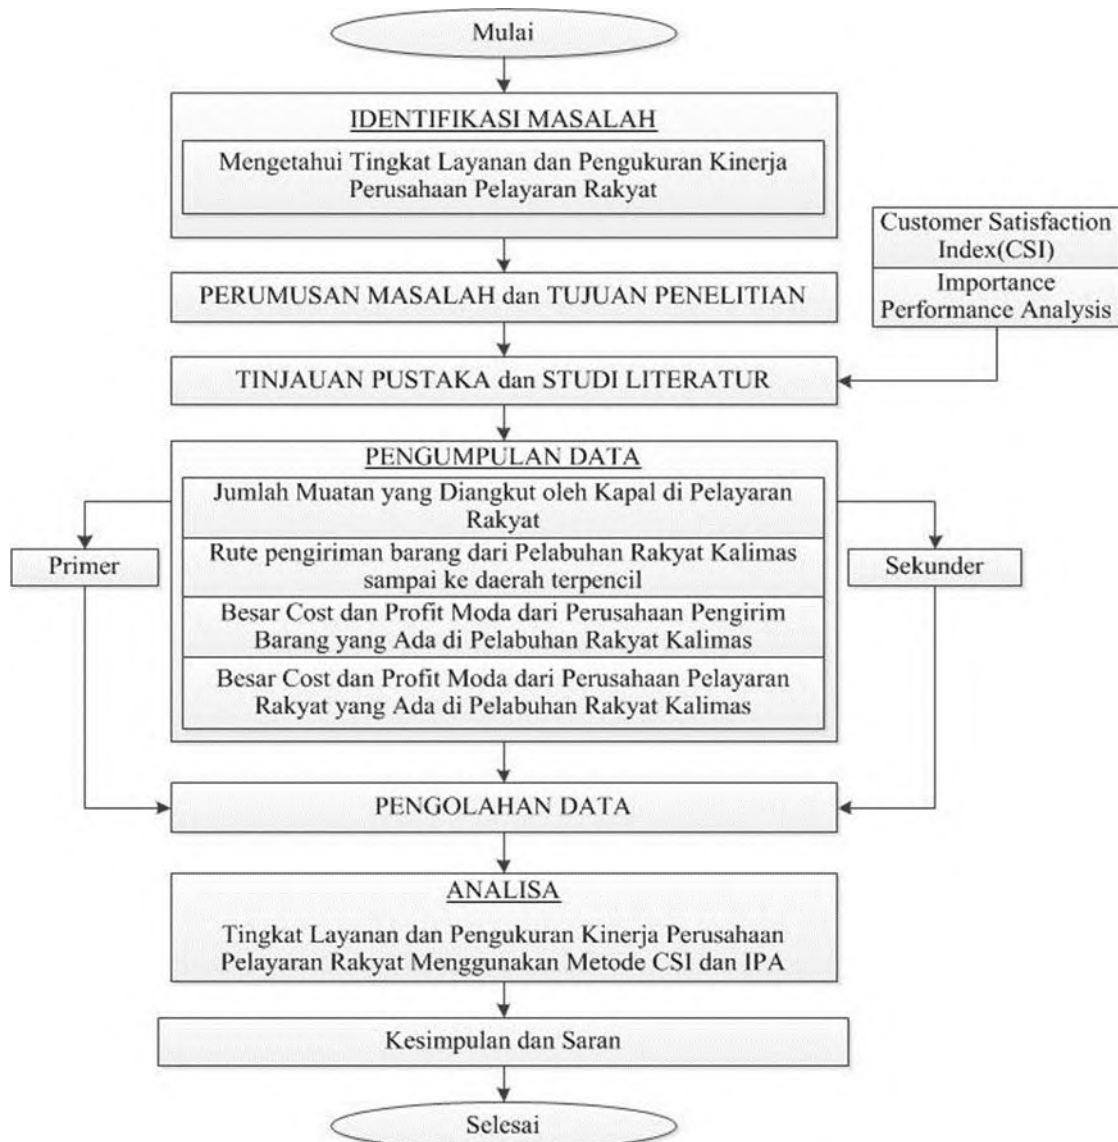 Mulai
IDENTIFIKASI MASALAH
Mengetahui Tingkat Layanan dan Pengukuran Kinerja
Perusahaan Pelayaran Rakyat
Customer Satisfaction
Index(CSI)
Importance
Performance Analysis
PERUMUSAN MASALAH dan TUJUAN PENELITIAN
TINJAUAN PUSTAKA dan STUDI LITERATUR
PENGUMPULAN DATA
Jumlah Muatan yang Diangkut oleh Kapal di Pelayaran
Rakyat
Rute pengiriman barang dari Pelabuhan Rakyat Kalimas
sampai ke daerah terpencil
Besar Cost dan Profit Moda dari Perusahaan Pengirim
Barang yang Ada di Pelabuhan Rakyat Kalimas
Besar Cost dan Profit Moda dari Perusahaan Pelayaran
Rakyat yang Ada di Pelabuhan Rakyat Kalimas
Primer
Sekunder
PENGOLAHAN DATA
ANALISA
Tingkat Layanan dan Pengukuran Kinerja Perusahaan
Pelayaran Rakyat Menggunakan Metode CSI dan IPA
Kesimpulan dan Saran
Selesai